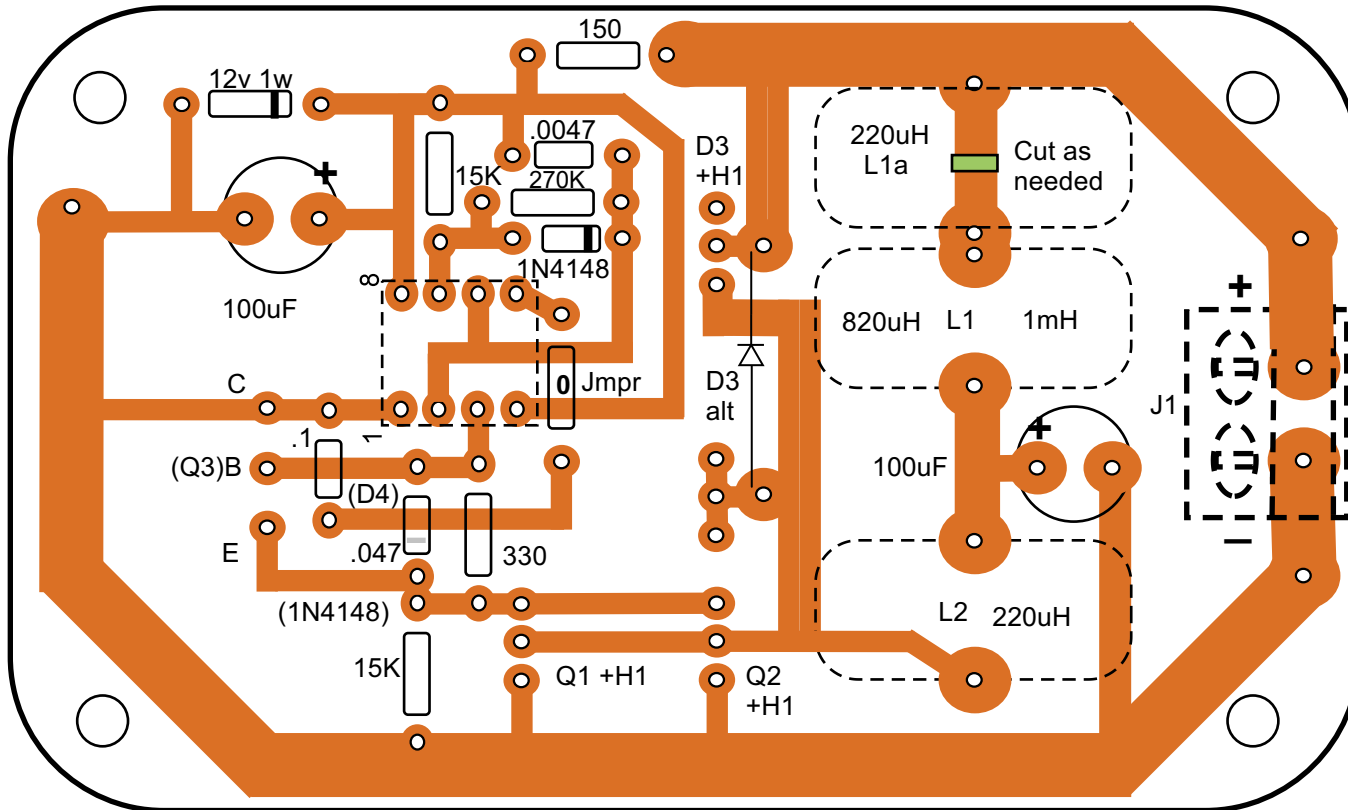 150
12v 1w
.0047
15K
270K
1N4148
+
100uF
8
D3
+H1
220uH
L1a
Cut as
needed
820uH L1 1mH
+
J1
C
0 Jmpr
D3
alt
1
.1
(Q3)B
(D4)
+
100uF
E
.047
330
–
(1N4148)
L2 220uH
15K
Q1 +H1
Q2
+H1